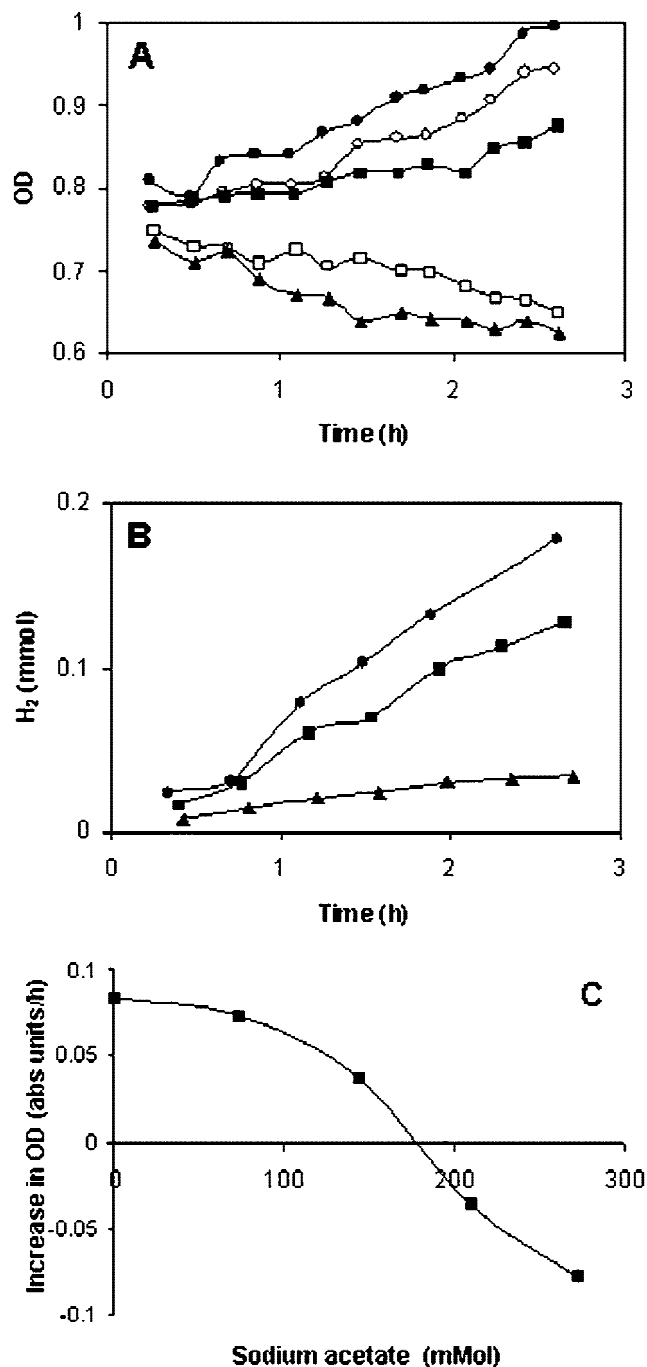 A
1
0.9
0.8
0.7
0.6
OD
0
1
2
3
Time (h)
B
0.2
0.1
0
H₂ (mmol)
0
1
2
3
Time (h)
C
0.1
0.05
0
-0.05
-0.1
Increase in OD (abs units/h)
0
100
200
300
Sodium acetate (mMol)